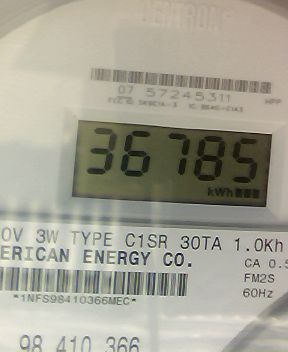 CENTRON
07 57245311
36785
kWh
0V 3W TYPE C1SR 30TA 1.0Kh
ERICAN ENERGY CO.
CA 0.5
FM2S
*1NFS98410366MEC*
60Hz
98 410 366